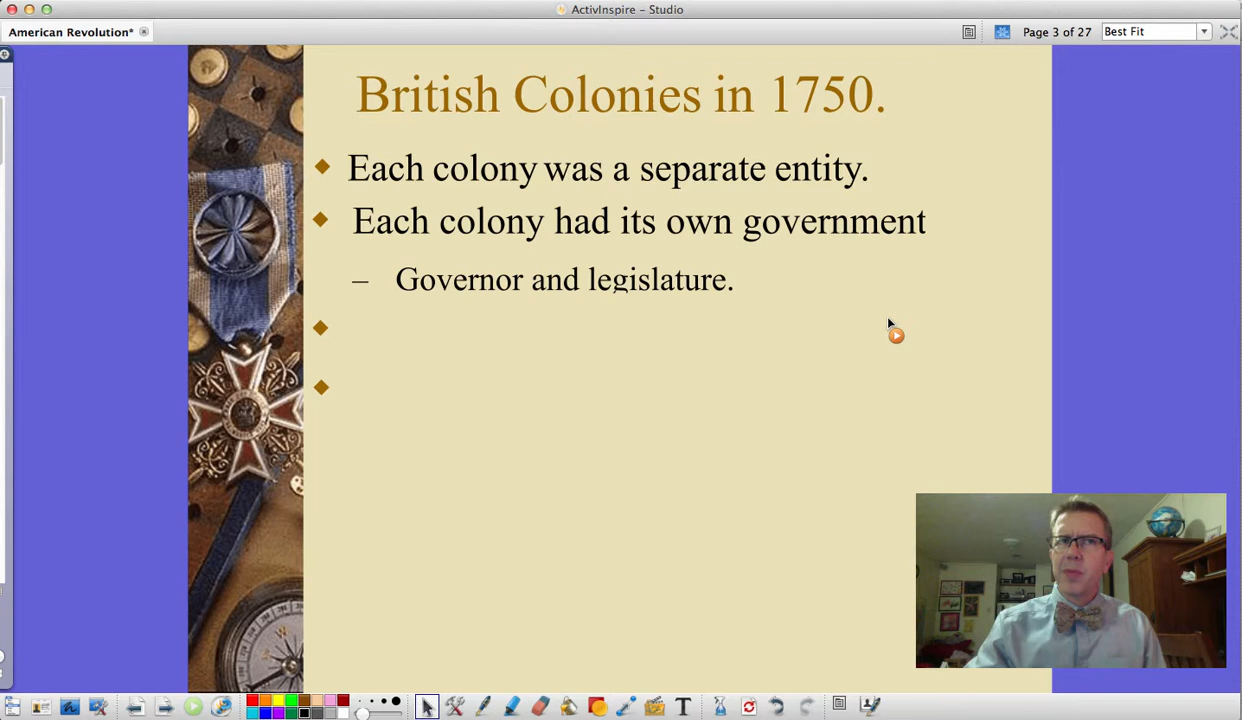 ActivInspire – Studio
American Revolution*
Page 3 of 27
Best Fit
British Colonies in 1750.
Each colony was a separate entity.
Each colony had its own government
– Governor and legislature.
T